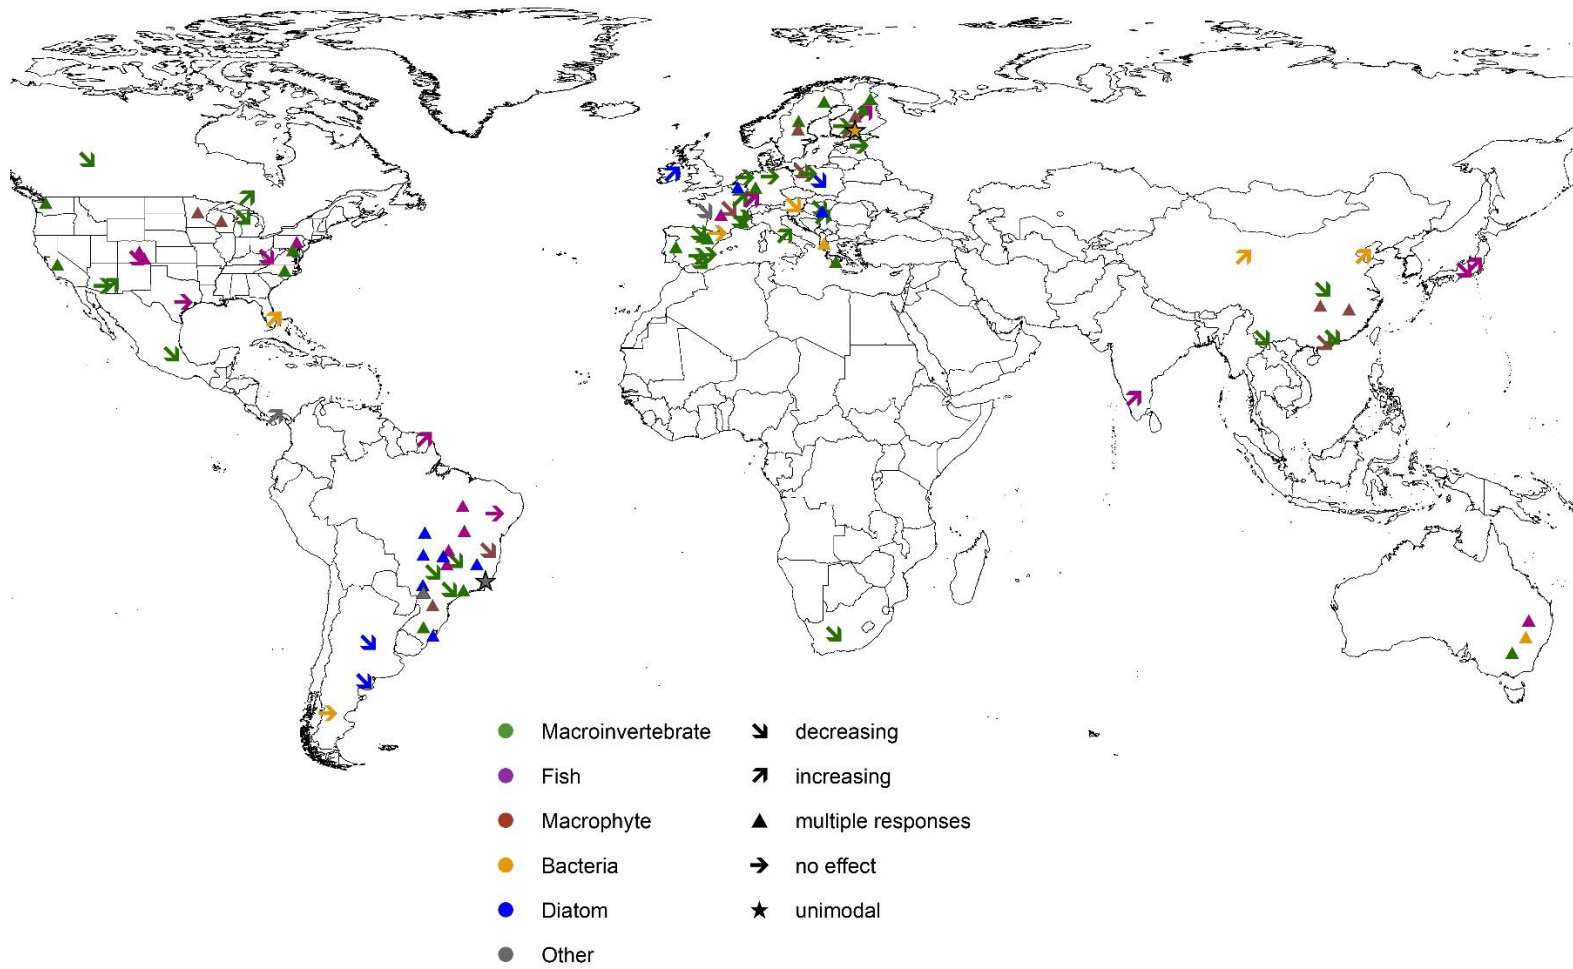 Macroinvertebrate decreasing
Fish increasing
Macrophyte multiple responses
Bacteria no effect
Diatom unimodal
Other